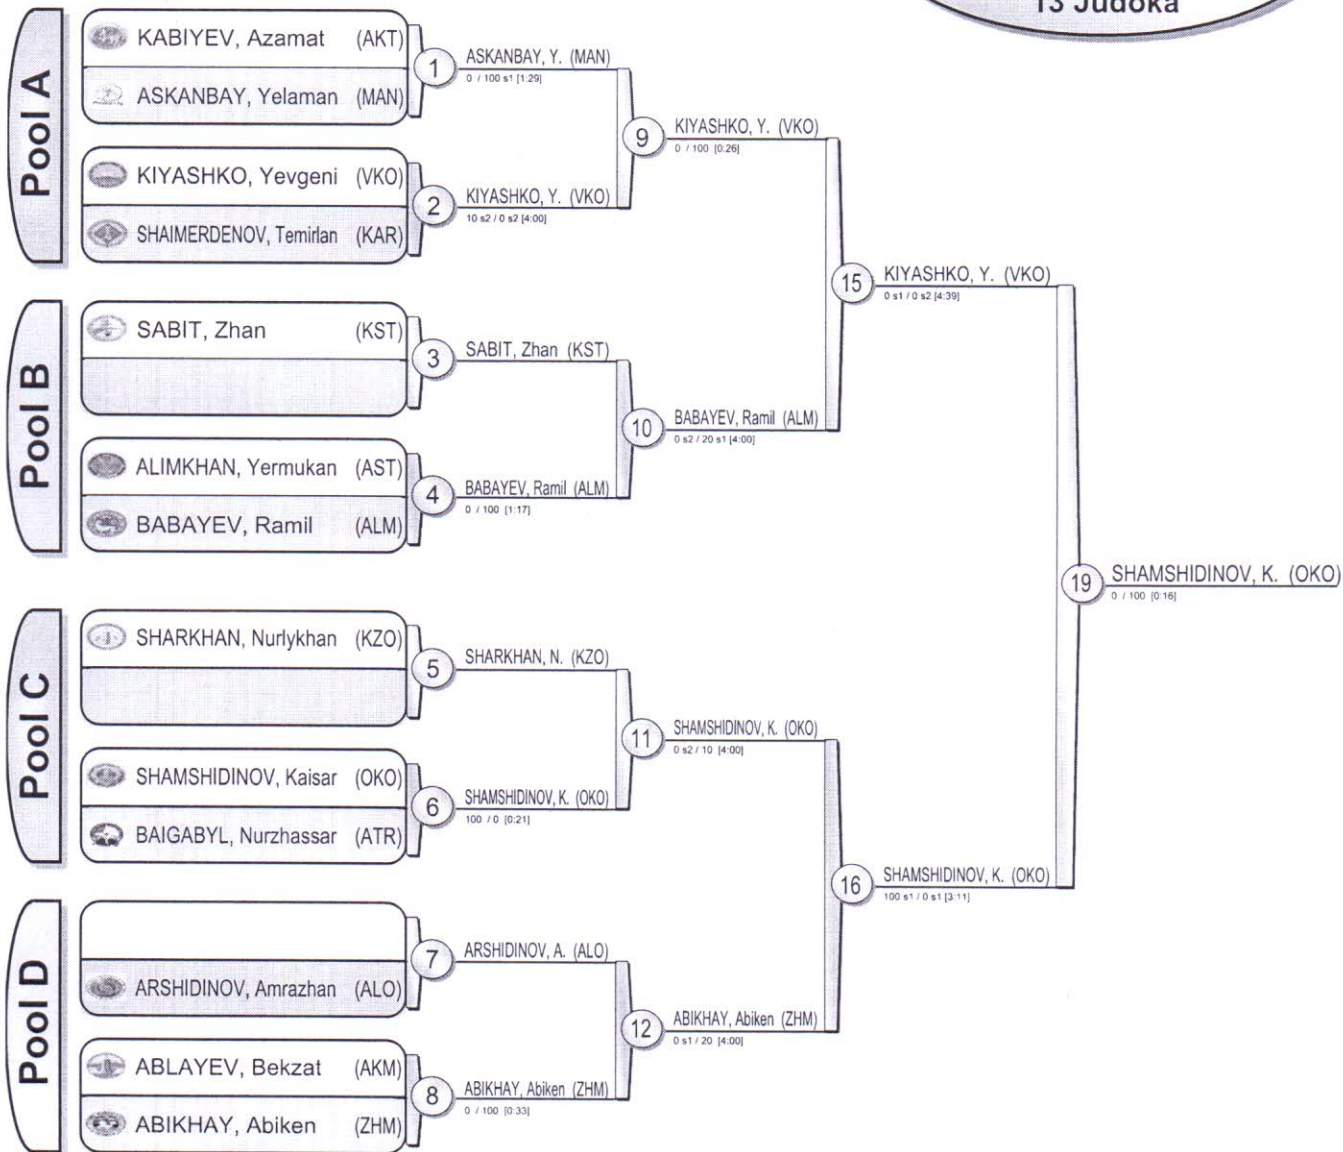 13 Judoka
Pool A
KABIYEV, Azamat (AKT)
ASKANBAY, Yelaman (MAN)
1
ASKANBAY, Y. (MAN)
0 / 100 s1 [1:29]
KIYASHKO, Yevgeni (VKO)
SHAIMERDENOV, Temirlan (KAR)
2
KIYASHKO, Y. (VKO)
10 s2 / 0 s2 [4:00]
9
KIYASHKO, Y. (VKO)
0 / 100 [0:26]
Pool B
SABIT, Zhan (KST)
3
SABIT, Zhan (KST)
ALIMKHAN, Yermukan (AST)
BABAYEV, Ramil (ALM)
4
BABAYEV, Ramil (ALM)
0 / 100 [1:17]
10
BABAYEV, Ramil (ALM)
0 s2 / 20 s1 [4:00]
15
KIYASHKO, Y. (VKO)
0 s1 / 0 s2 [4:39]
Pool C
SHARKHAN, Nurlykhan (KZO)
5
SHARKHAN, N. (KZO)
SHAMSHIDINOV, Kaisar (OKO)
BAIGABYL, Nurzhassar (ATR)
6
SHAMSHIDINOV, K. (OKO)
100 / 0 [0:21]
11
SHAMSHIDINOV, K. (OKO)
0 s2 / 10 [4:00]
Pool D
ARSHIDINOV, Amrazhan (ALO)
7
ARSHIDINOV, A. (ALO)
ABLAYEV, Bekzat (AKM)
ABIKHAY, Abiken (ZHM)
8
ABIKHAY, Abiken (ZHM)
0 / 100 [0:33]
12
ABIKHAY, Abiken (ZHM)
0 s1 / 20 [4:00]
16
SHAMSHIDINOV, K. (OKO)
100 s1 / 0 s1 [3:11]
19
SHAMSHIDINOV, K. (OKO)
0 / 100 [0:16]